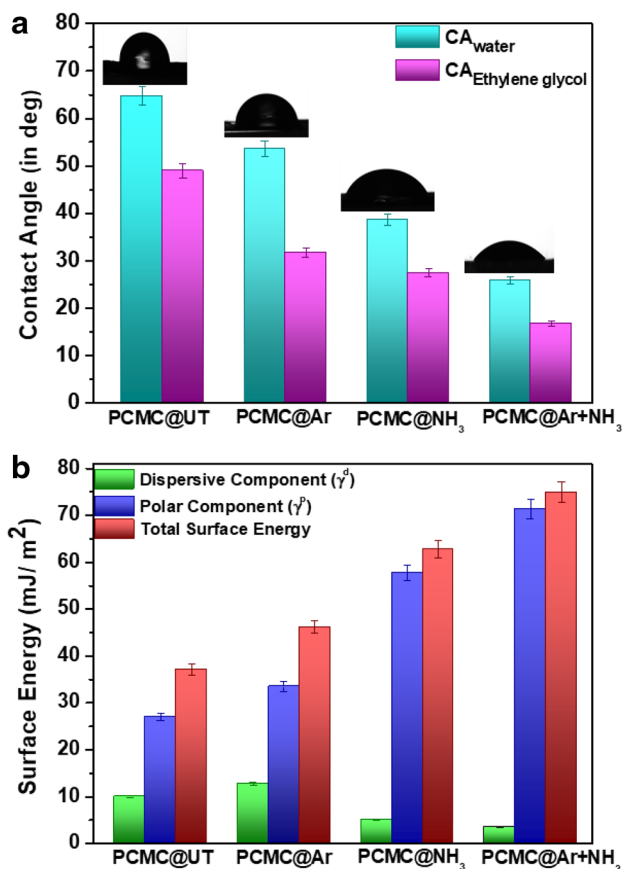 a
80
70
60
50
40
30
20
10
0
Contact Angle (in deg)
CAwater
CAEthylene glycol
PCMC@UT
PCMC@Ar
PCMC@NH3
PCMC@Ar+NH3
b
80
70
60
50
40
30
20
10
0
Surface Energy (mJ/ m²)
Dispersive Component (γᵈ)
Polar Component (γᵖ)
Total Surface Energy
PCMC@UT
PCMC@Ar
PCMC@NH3
PCMC@Ar+NH3